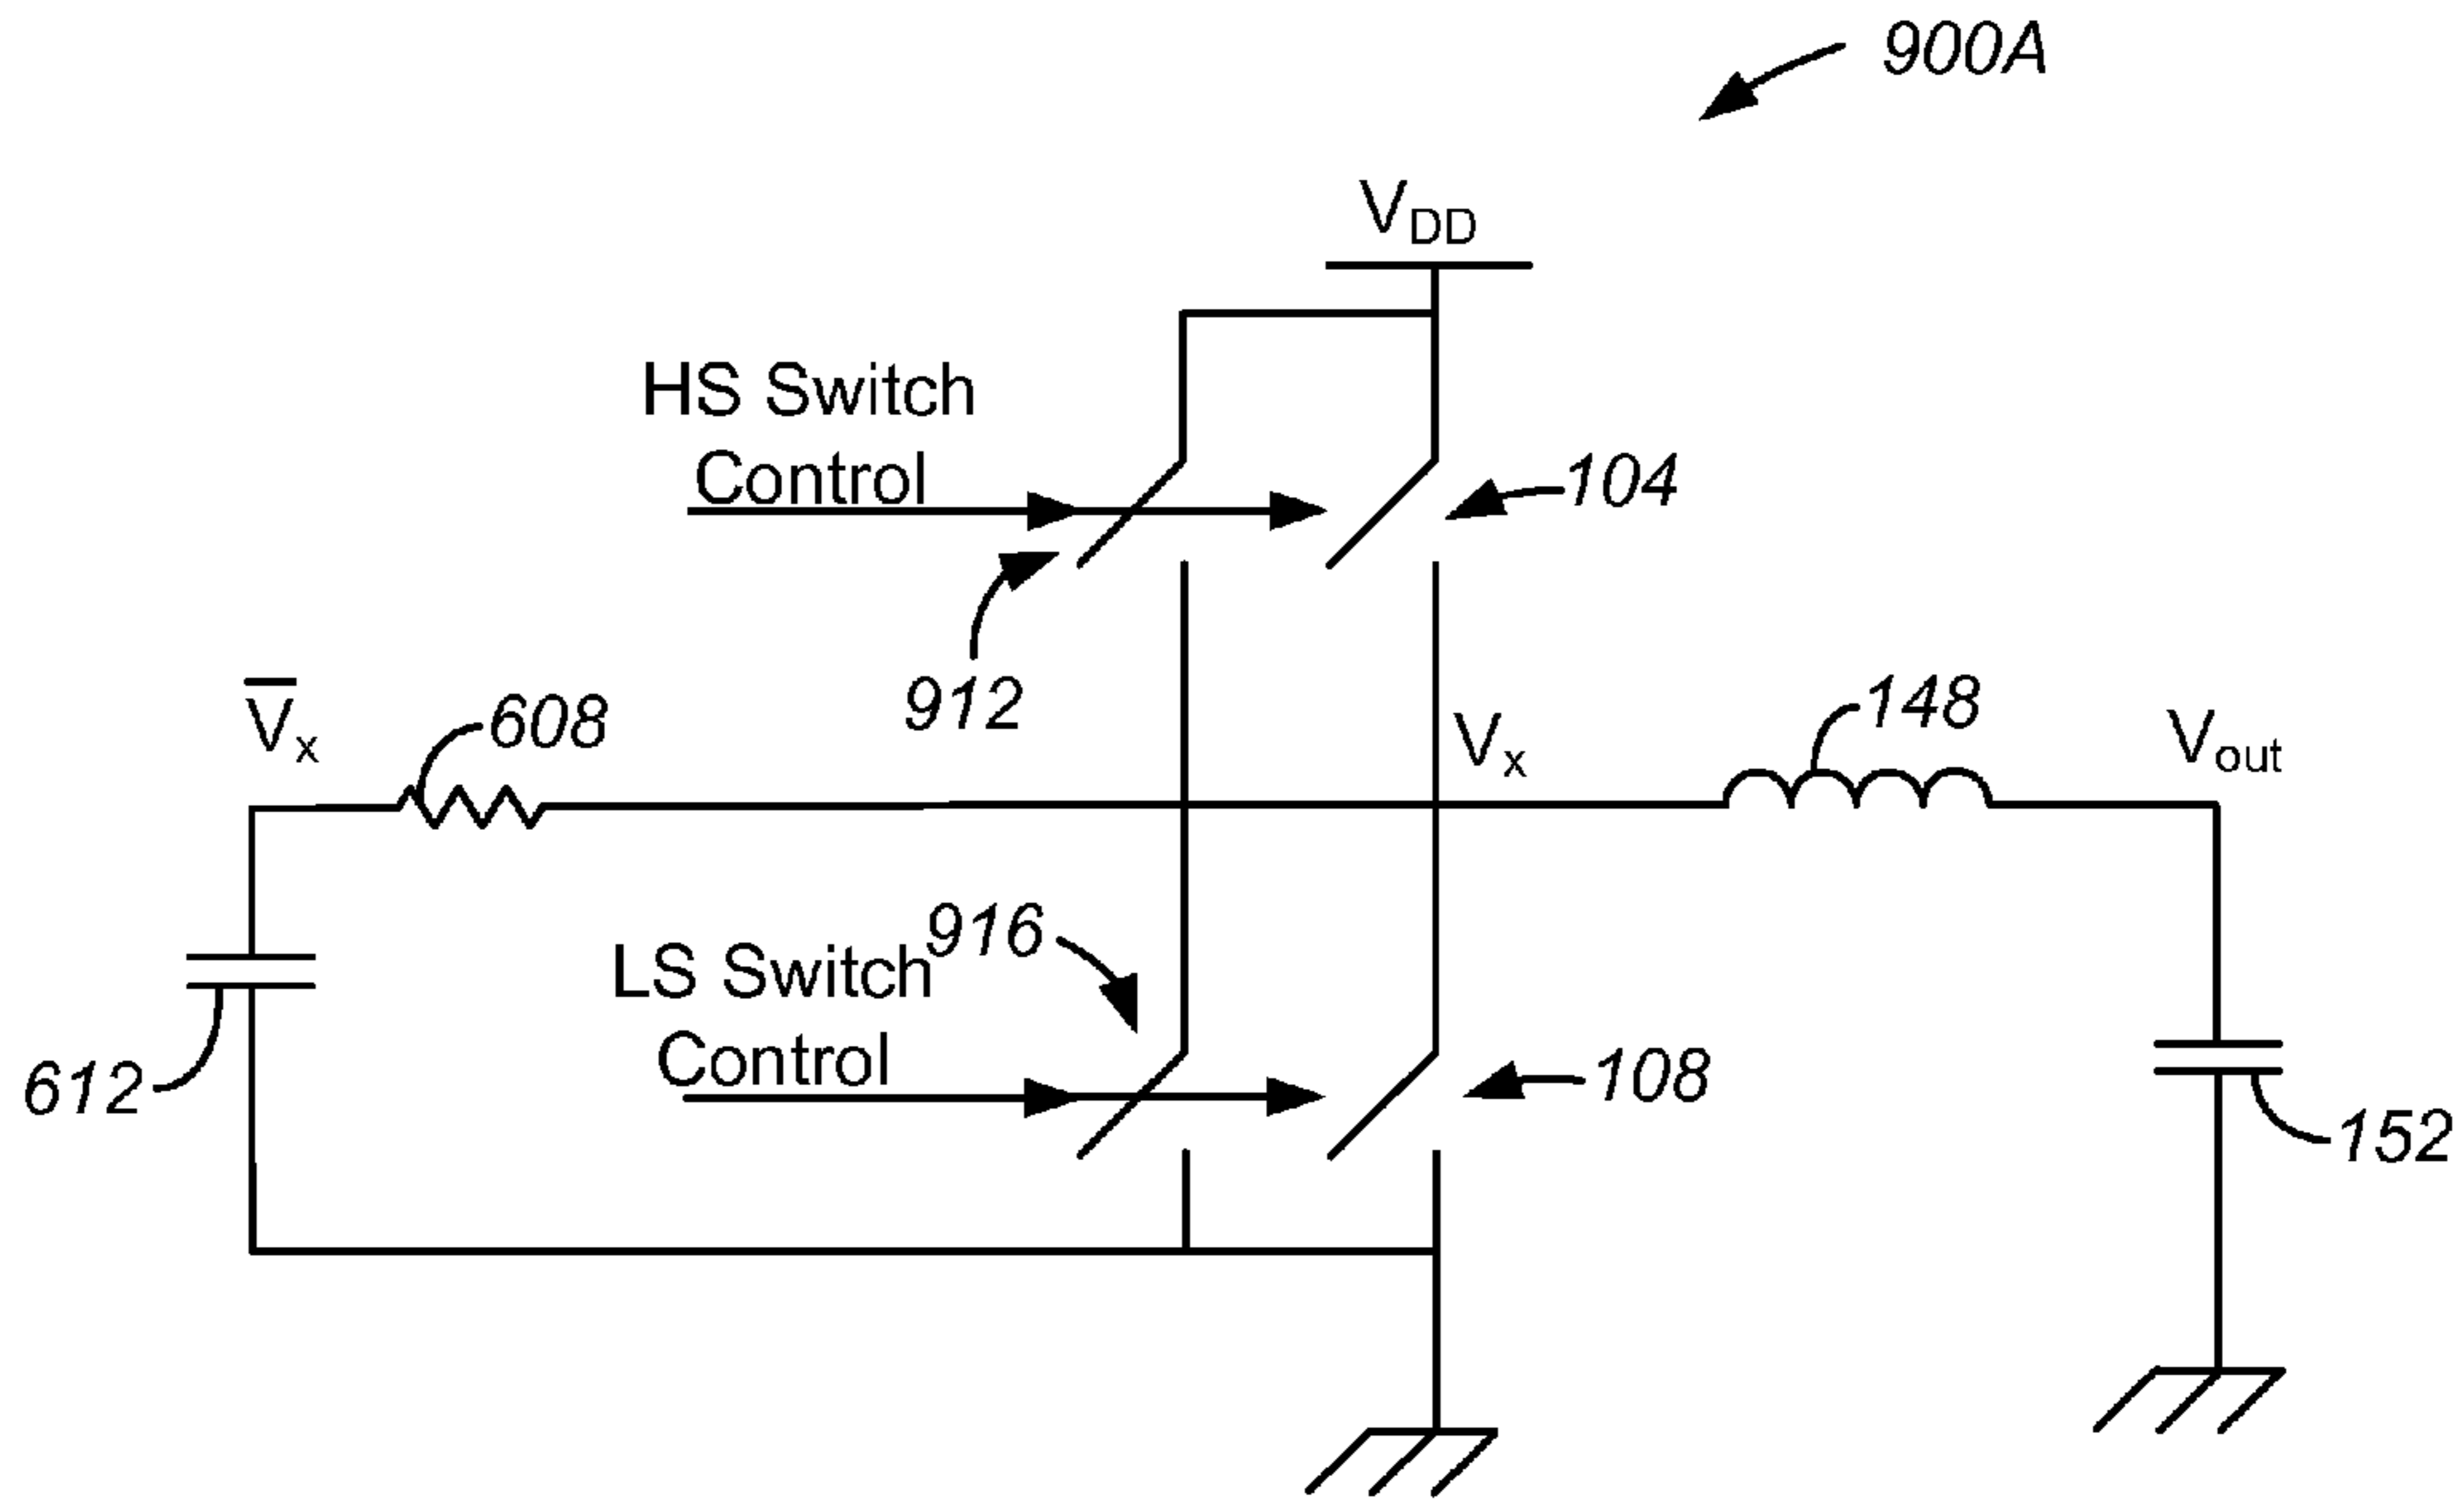 900A
VDD
HS Switch
Control
104
912
V̅x
608
Vx
148
Vout
916
LS Switch
Control
612
108
152